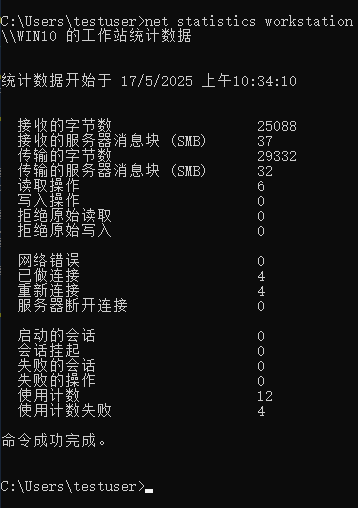 C:\Users\testuser>net statistics workstation
\\WIN10 的工作站统计数据
统计数据开始于 17/5/2025 上午10:34:10
接收的字节数 25088
接收的服务器消息块 (SMB) 37
传输的字节数 29332
传输的服务器消息块 (SMB) 32
读取操作 6
写入操作 0
拒绝原始读取 0
拒绝原始写入 0
网络错误 0
已做连接 4
重新连接 4
服务器断开连接 0
启动的会话 0
会话挂起 0
失败的会话 0
失败的操作 0
使用计数 12
使用计数失败 4
命令成功完成。
C:\Users\testuser>